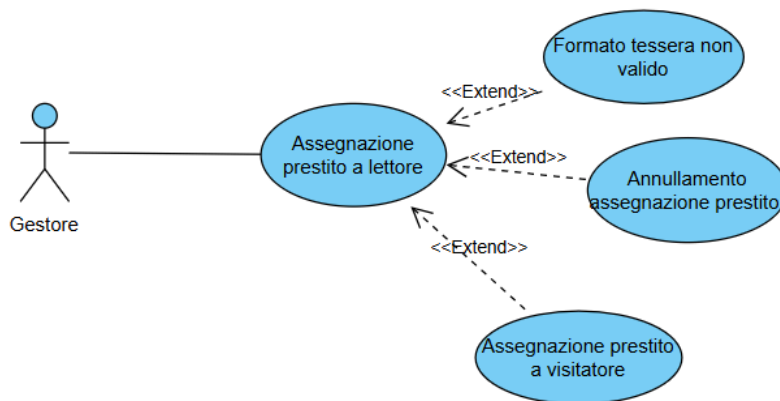 Formato tessera non
valido
<<Extend>>
Assegnazione
prestito a lettore
<<Extend>>
Annullamento
assegnazione prestito
Gestore
<<Extend>>
Assegnazione prestito
a visitatore